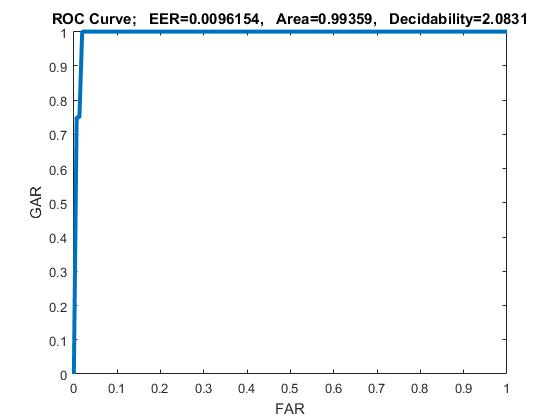 ROC Curve;   EER=0.0096154,   Area=0.99359,   Decidability=2.0831
1
0.9
0.8
0.7
0.6
0.5
0.4
0.3
0.2
0.1
0
GAR
0 0.1 0.2 0.3 0.4 0.5 0.6 0.7 0.8 0.9 1
FAR